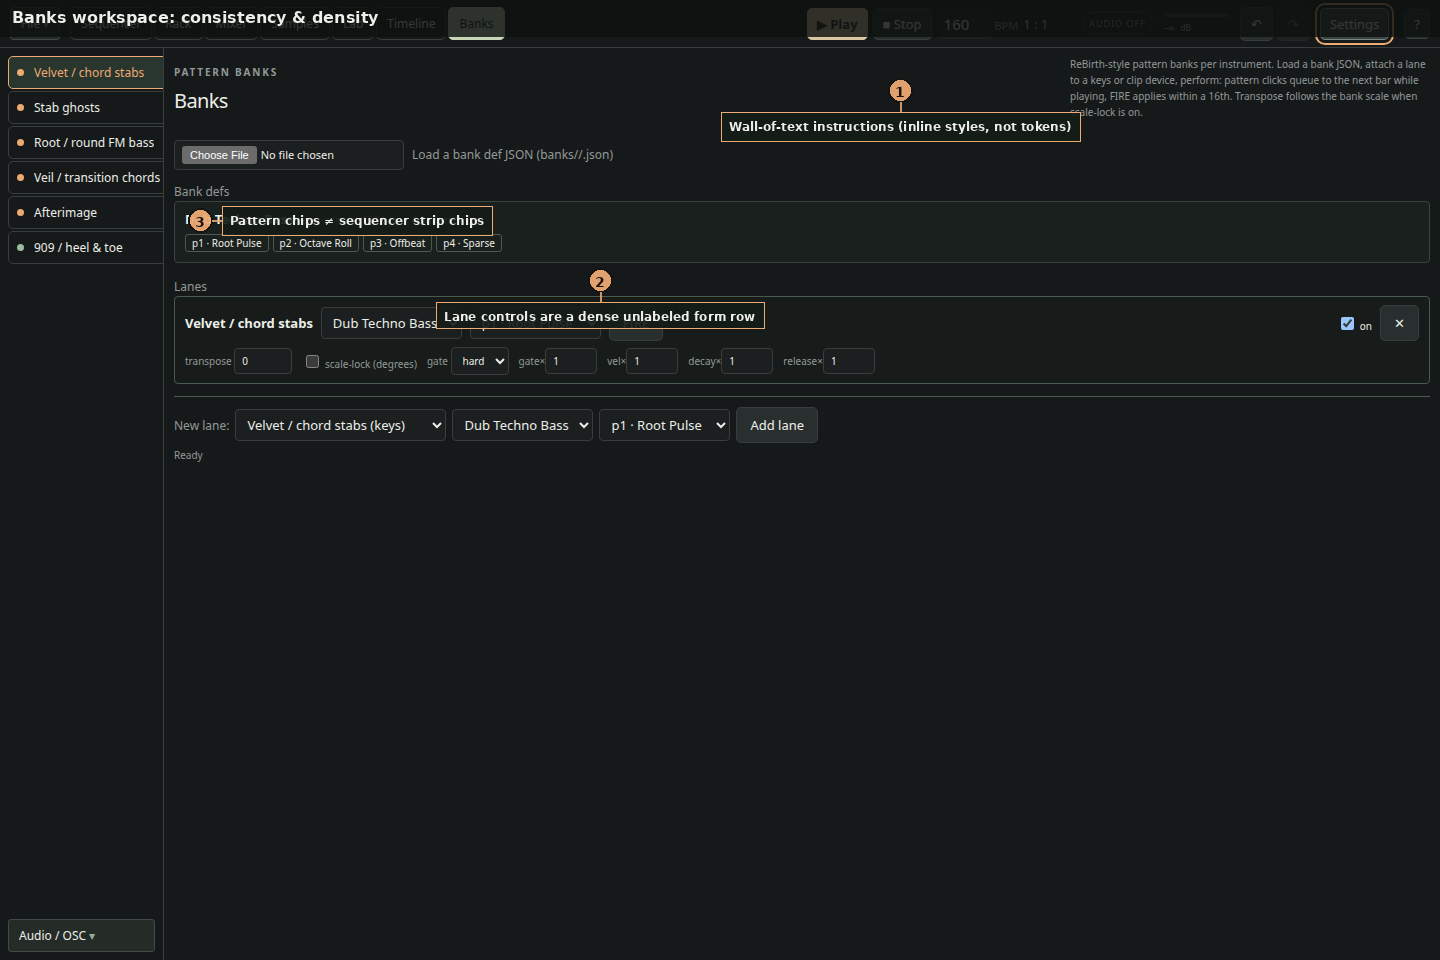 Banks workspace: consistency & density
Timeline
Banks
▶ Play
■ Stop
160
BPM
1 : 1
AUDIO OFF
-∞ dB
Settings
?
Velvet / chord stabs
Stab ghosts
Root / round FM bass
Veil / transition chords
Afterimage
909 / heel & toe
PATTERN BANKS
Banks
ReBirth-style pattern banks per instrument. Load a bank JSON, attach a lane
to a keys or clip device, perform: pattern clicks queue to the next bar while
playing, FIRE applies within a 16th. Transpose follows the bank scale when
scale-lock is on.
1
Wall-of-text instructions (inline styles, not tokens)
Choose File No file chosen
Load a bank def JSON (banks//.json)
Bank defs
3
Pattern chips ≠ sequencer strip chips
p1 · Root Pulse
p2 · Octave Roll
p3 · Offbeat
p4 · Sparse
Lanes
2
Lane controls are a dense unlabeled form row
Velvet / chord stabs
Dub Techno Bass
on
✕
transpose 0
scale-lock (degrees)
gate hard
gate× 1
vel× 1
decay× 1
release× 1
New lane:
Velvet / chord stabs (keys)
Dub Techno Bass
p1 · Root Pulse
Add lane
Ready
Audio / OSC ▾